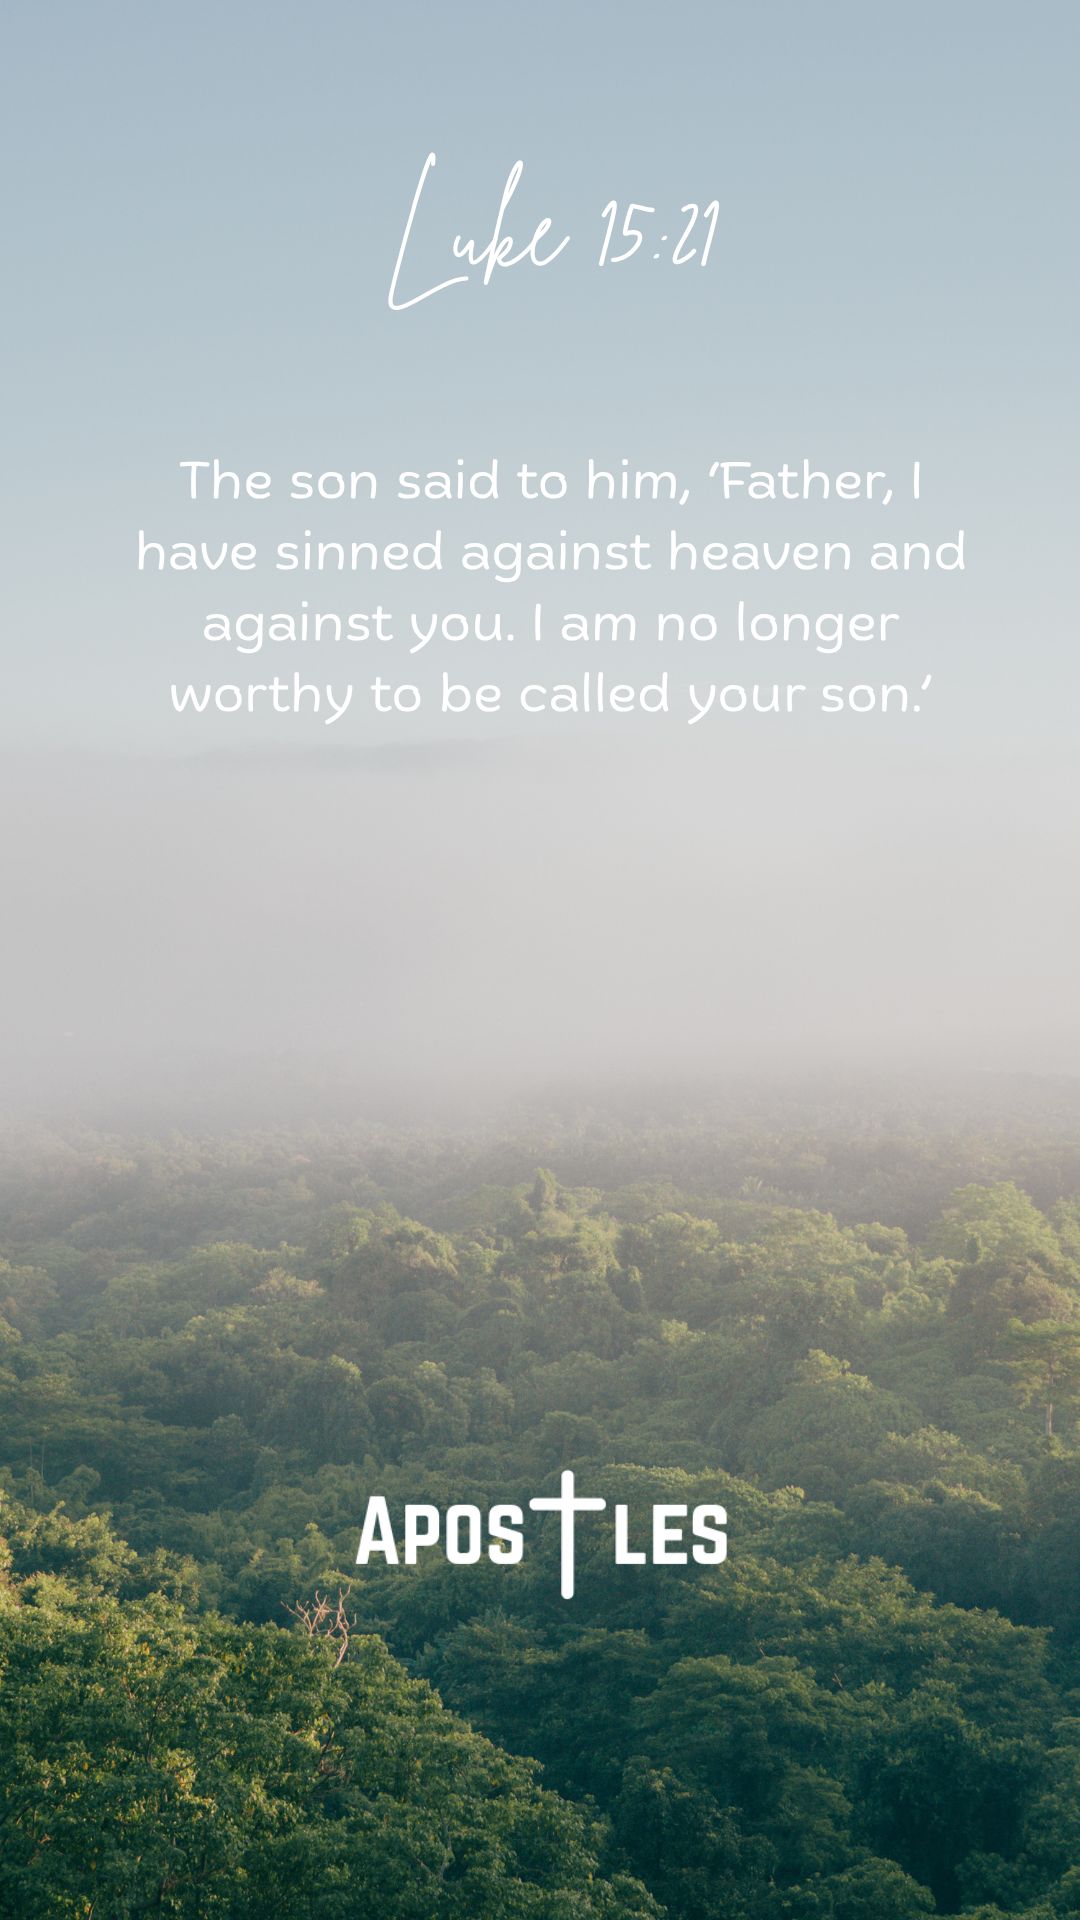 Luke 15:21
The son said to him, ‘Father, I
have sinned against heaven and
against you. I am no longer
worthy to be called your son.’
APOSTLES